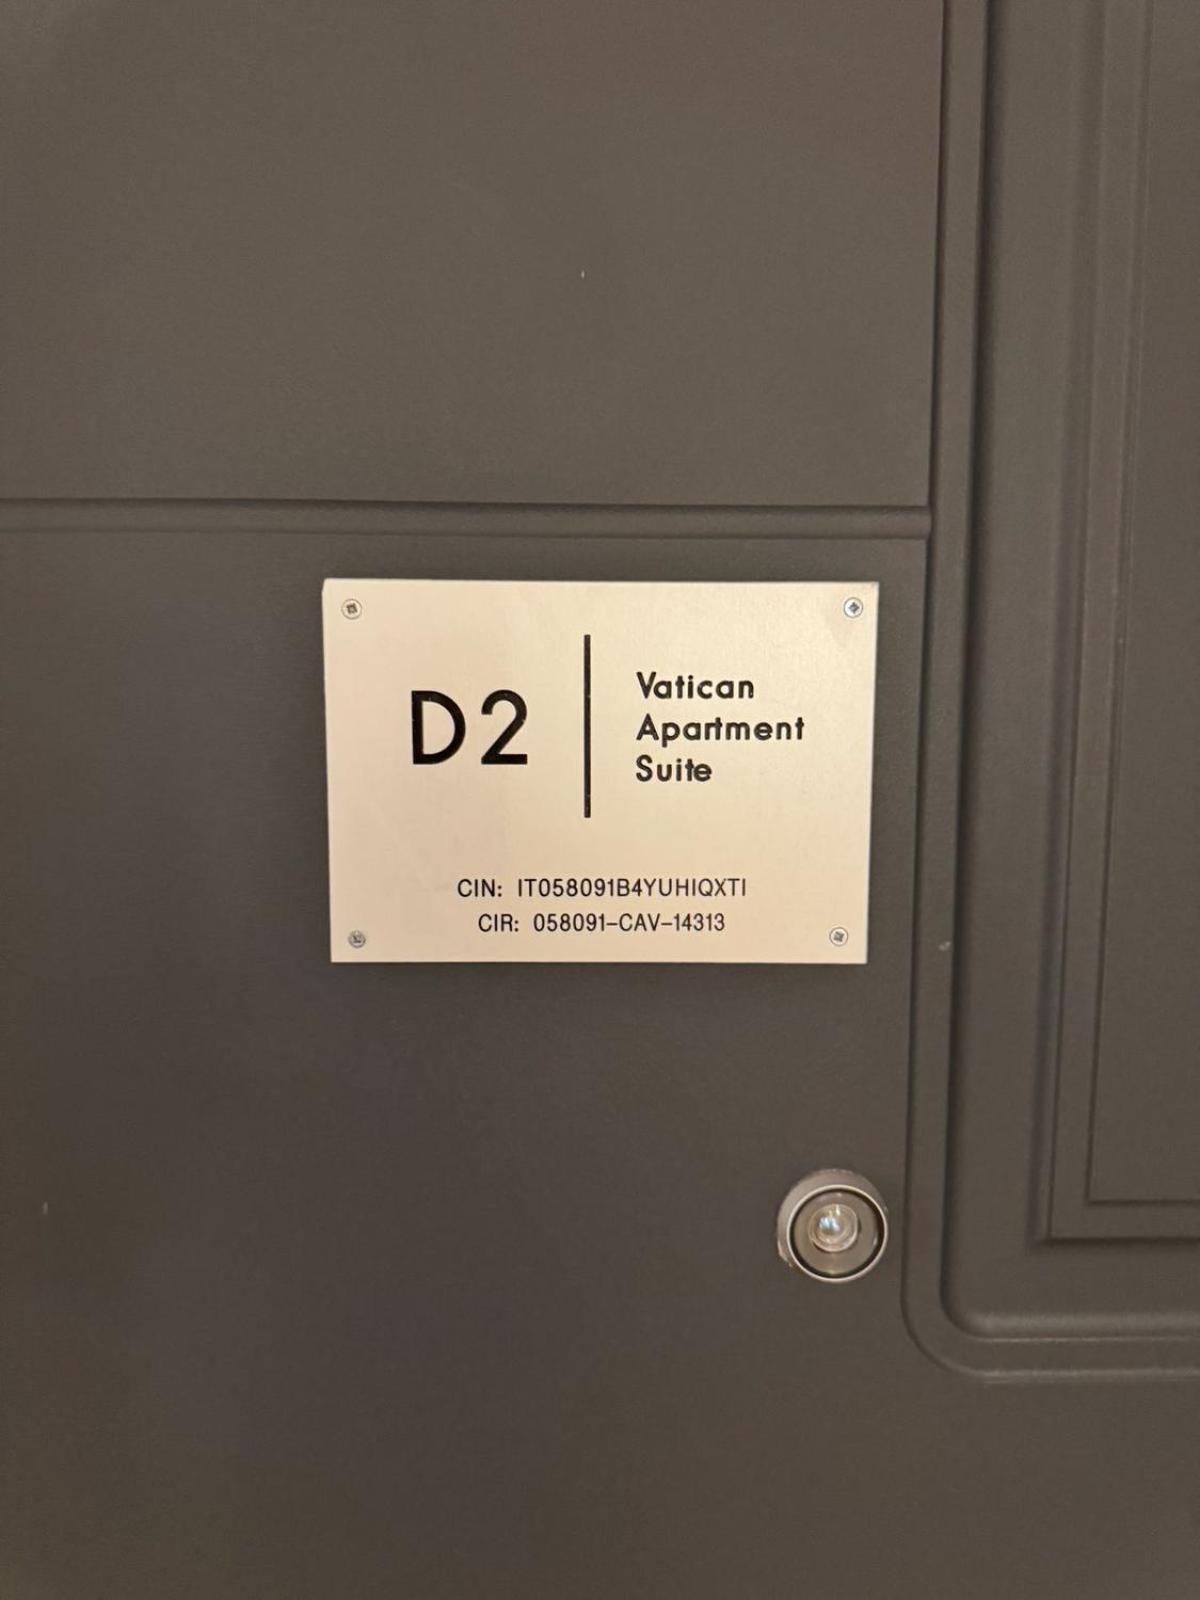 D2
Vatican
Apartment
Suite
CIN: IT058091B4YUHIQXTI
CIR: 058091-CAV-14313